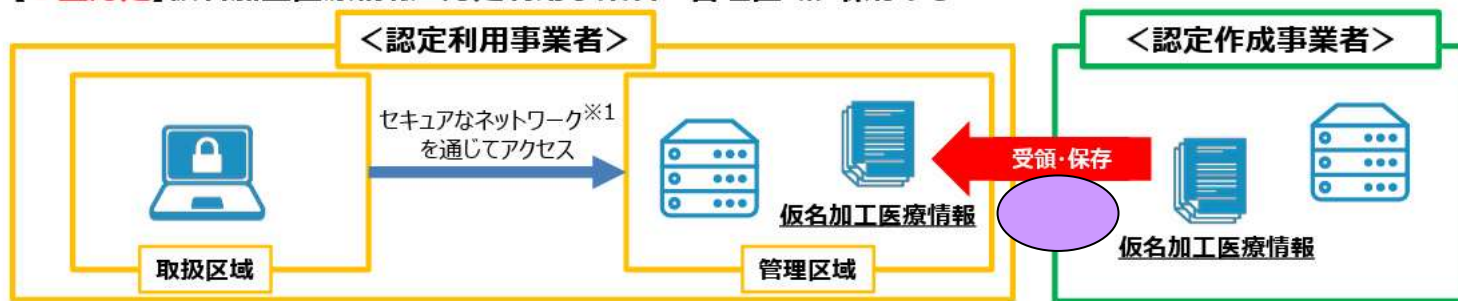 ＜認定利用事業者＞
＜認定作成事業者＞
セキュアなネットワーク※1
を通じてアクセス
受領・保存
仮名加工医療情報
仮名加工医療情報
取扱区域
管理区域